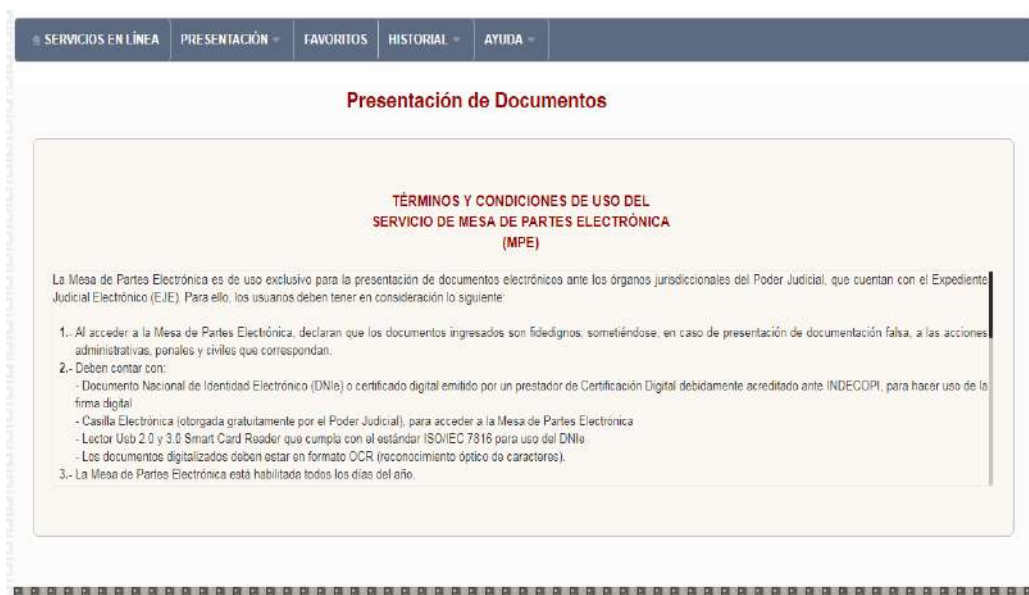 SERVICIOS EN LÍNEA PRESENTACIÓN FAVORITOS HISTORIAL AYUDA
Presentación de Documentos
TÉRMINOS Y CONDICIONES DE USO DEL
SERVICIO DE MESA DE PARTES ELECTRÓNICA
(MPE)
La Mesa de Partes Electrónica es de uso exclusivo para la presentación de documentos electrónicos ante los órganos jurisdiccionales del Poder Judicial, que cuentan con el Expediente
Judicial Electrónico (EJE). Para ello, los usuarios deben tener en consideración lo siguiente:
1.- Al acceder a la Mesa de Partes Electrónica, declaran que los documentos ingresados son fidedignos, sometiéndose, en caso de presentación de documentación falsa, a las acciones
administrativas, penales y civiles que correspondan.
2.- Deben contar con:
- Documento Nacional de Identidad Electrónico (DNIe) o certificado digital emitido por un prestador de Certificación Digital debidamente acreditado ante INDECOPI, para hacer uso de la
firma digital
- Casilla Electrónica (otorgada gratuitamente por el Poder Judicial), para acceder a la Mesa de Partes Electrónica
- Lector Usb 2.0 y 3.0 Smart Card Reader que cumpla con el estándar ISO/IEC 7816 para uso del DNIe
- Los documentos digitalizados deben estar en formato OCR (reconocimiento óptico de caracteres).
3.- La Mesa de Partes Electrónica está habilitada todos los días del año.